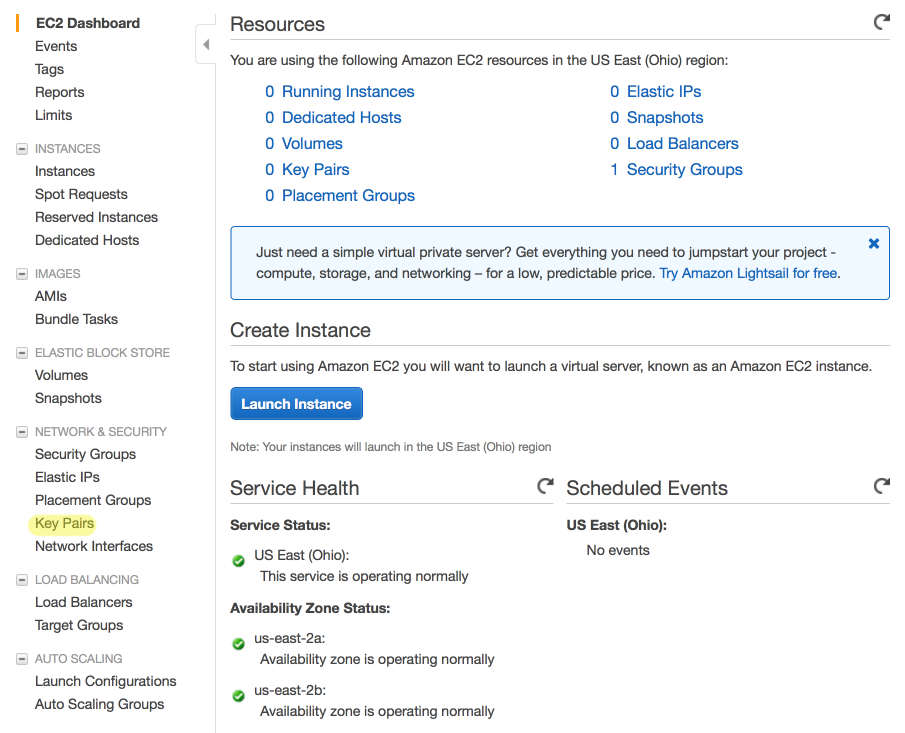 EC2 Dashboard
Events
Tags
Reports
Limits
INSTANCES
Instances
Spot Requests
Reserved Instances
Dedicated Hosts
IMAGES
AMIs
Bundle Tasks
ELASTIC BLOCK STORE
Volumes
Snapshots
NETWORK & SECURITY
Security Groups
Elastic IPs
Placement Groups
Key Pairs
Network Interfaces
LOAD BALANCING
Load Balancers
Target Groups
AUTO SCALING
Launch Configurations
Auto Scaling Groups
Resources
You are using the following Amazon EC2 resources in the US East (Ohio) region:
0 Running Instances
0 Dedicated Hosts
0 Volumes
0 Key Pairs
0 Placement Groups
0 Elastic IPs
0 Snapshots
0 Load Balancers
1 Security Groups
Just need a simple virtual private server? Get everything you need to jumpstart your project -
compute, storage, and networking – for a low, predictable price. Try Amazon Lightsail for free.
Create Instance
To start using Amazon EC2 you will want to launch a virtual server, known as an Amazon EC2 instance.
Launch Instance
Note: Your instances will launch in the US East (Ohio) region
Service Health
Service Status:
US East (Ohio):
This service is operating normally
Availability Zone Status:
us-east-2a:
Availability zone is operating normally
us-east-2b:
Availability zone is operating normally
Scheduled Events
US East (Ohio):
No events